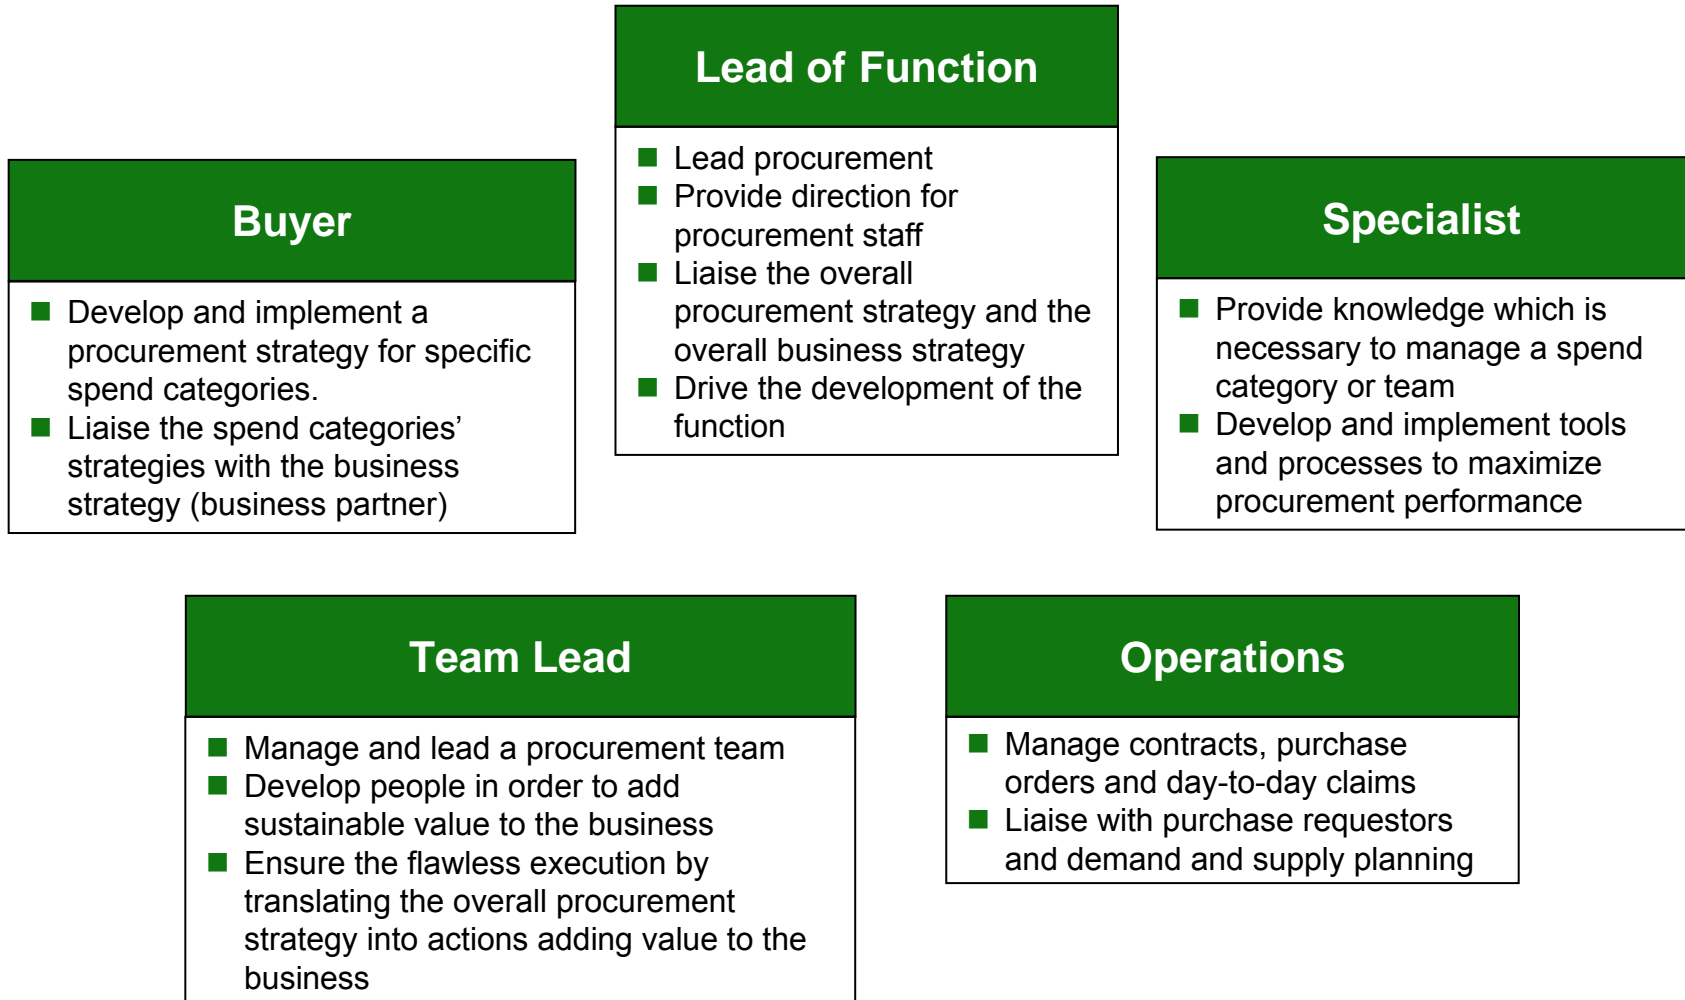 Lead of Function
Lead procurement
Provide direction for
procurement staff
Liaise the overall
procurement strategy and the
overall business strategy
Drive the development of the
function
Buyer
Develop and implement a
procurement strategy for specific
spend categories.
Liaise the spend categories’
strategies with the business
strategy (business partner)
Specialist
Provide knowledge which is
necessary to manage a spend
category or team
Develop and implement tools
and processes to maximize
procurement performance
Team Lead
Manage and lead a procurement team
Develop people in order to add
sustainable value to the business
Ensure the flawless execution by
translating the overall procurement
strategy into actions adding value to the
business
Operations
Manage contracts, purchase
orders and day-to-day claims
Liaise with purchase requestors
and demand and supply planning